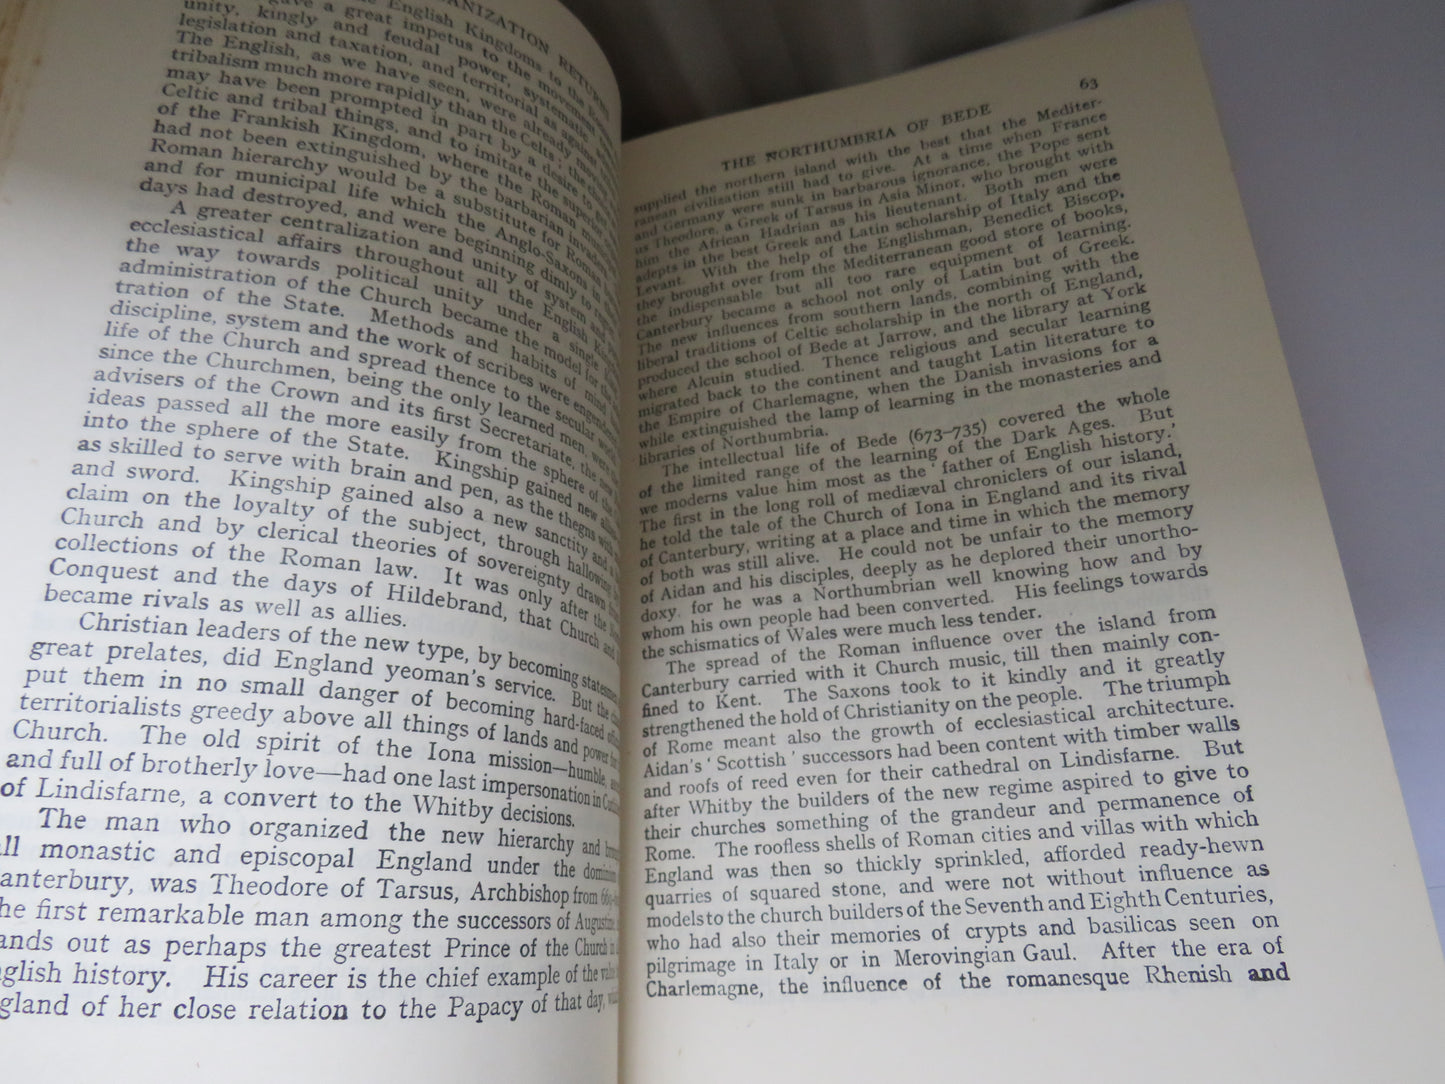 GANIZATION RETURNS
gave a great impetus to the movement
unity, kingly and feudal power, systematic
legislation and taxation, and territorial as against
The English, as we have seen, were already moving
tribalism much more rapidly than the Celts; the
may have been prompted in part by a desire to get
Celtic and tribal things, and to imitate the superior
of the Frankish Kingdom, where the Roman
had not been extinguished by the barbarian
Roman hierarchy would be a substitute for Roman
and for municipal life which the Anglo-Saxons in
days had destroyed, and were beginning dimly to
A greater centralization and unity of system and
ecclesiastical affairs throughout all the English
the way towards political unity under a single
administration of the Church became the model for the
tration of the State. Methods and habits of mind
discipline, system and the work of scribes were engendered
life of the Church and spread thence to the secular
since the Churchmen, being the only learned men, were the
advisers of the Crown and its first Secretariate, the new
ideas passed all the more easily from the sphere of the
into the sphere of the State. Kingship gained new allies
as skilled to serve with brain and pen, as the thegns with
and sword. Kingship gained also a new sanctity and a
claim on the loyalty of the subject, through hallowing
Church and by clerical theories of sovereignty drawn from
collections of the Roman law. It was only after the
Conquest and the days of Hildebrand, that Church and
became rivals as well as allies.
Christian leaders of the new type, by becoming statesmen
great prelates, did England yeoman's service. But the
put them in no small danger of becoming hard-faced
territorialists greedy above all things of lands and power for
Church. The old spirit of the Iona mission—humble,
and full of brotherly love—had one last impersonation in
of Lindisfarne, a convert to the Whitby decisions.
The man who organized the new hierarchy and
all monastic and episcopal England under the
anterbury, was Theodore of Tarsus, Archbishop from
he first remarkable man among the successors of Augustine,
ands out as perhaps the greatest Prince of the Church in
nglish history. His career is the chief example of the
gland of her close relation to the Papacy of that day,
THE NORTHUMBRIA OF BEDE 63
supplied the northern island with the best that the Mediter-
ranean civilization still had to give. At a time when France
and Germany were sunk in barbarous ignorance, the Pope sent
us Theodore, a Greek of Tarsus in Asia Minor, who brought with
him the African Hadrian as his lieutenant. Both men were
adepts in the best Greek and Latin scholarship of Italy and the
Levant. With the help of the Englishman, Benedict Biscop,
they brought over from the Mediterranean good store of books,
the indispensable but all too rare equipment of learning.
Canterbury became a school not only of Latin but of Greek.
The new influences from southern lands, combining with the
liberal traditions of Celtic scholarship in the north of England,
produced the school of Bede at Jarrow, and the library at York
where Alcuin studied. Thence religious and secular learning
migrated back to the continent and taught Latin literature to
the Empire of Charlemagne, when the Danish invasions for a
while extinguished the lamp of learning in the monasteries and
libraries of Northumbria.
The intellectual life of Bede (673-735) covered the whole
of the limited range of the learning of the Dark Ages. But
we moderns value him most as the 'father of English history.'
The first in the long roll of mediæval chroniclers of our island,
he told the tale of the Church of Iona in England and its rival
of Canterbury, writing at a place and time in which the memory
of both was still alive. He could not be unfair to the memory
of Aidan and his disciples, deeply as he deplored their unortho-
doxy, for he was a Northumbrian well knowing how and by
whom his own people had been converted. His feelings towards
the schismatics of Wales were much less tender.
The spread of the Roman influence over the island from
Canterbury carried with it Church music, till then mainly con-
fined to Kent. The Saxons took to it kindly and it greatly
strengthened the hold of Christianity on the people. The triumph
of Rome meant also the growth of ecclesiastical architecture.
Aidan's 'Scottish' successors had been content with timber walls
and roofs of reed even for their cathedral on Lindisfarne. But
after Whitby the builders of the new regime aspired to give to
their churches something of the grandeur and permanence of
Rome. The roofless shells of Roman cities and villas with which
England was then so thickly sprinkled, afforded ready-hewn
quarries of squared stone, and were not without influence as
models to the church builders of the Seventh and Eighth Centuries,
who had also their memories of crypts and basilicas seen on
pilgrimage in Italy or in Merovingian Gaul. After the era of
Charlemagne, the influence of the romanesque Rhenish and